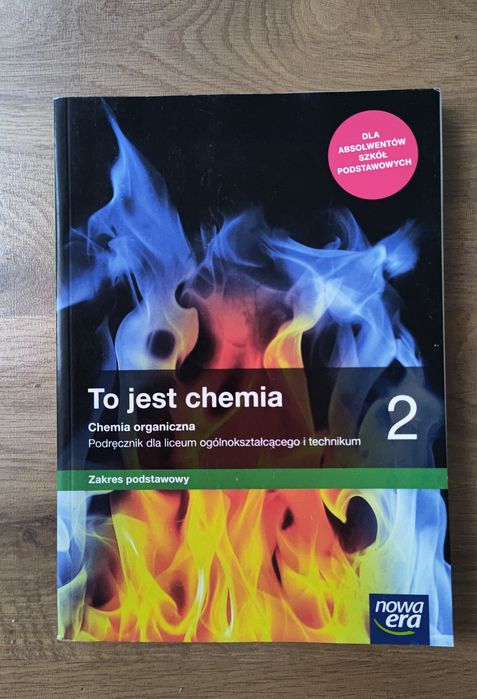 DLA
ABSOLWENTÓW
SZKÓŁ
PODSTAWOWYCH
To jest chemia
Chemia organiczna
Podręcznik dla liceum ogólnokształcącego i technikum
2
Zakres podstawowy
nowa
era